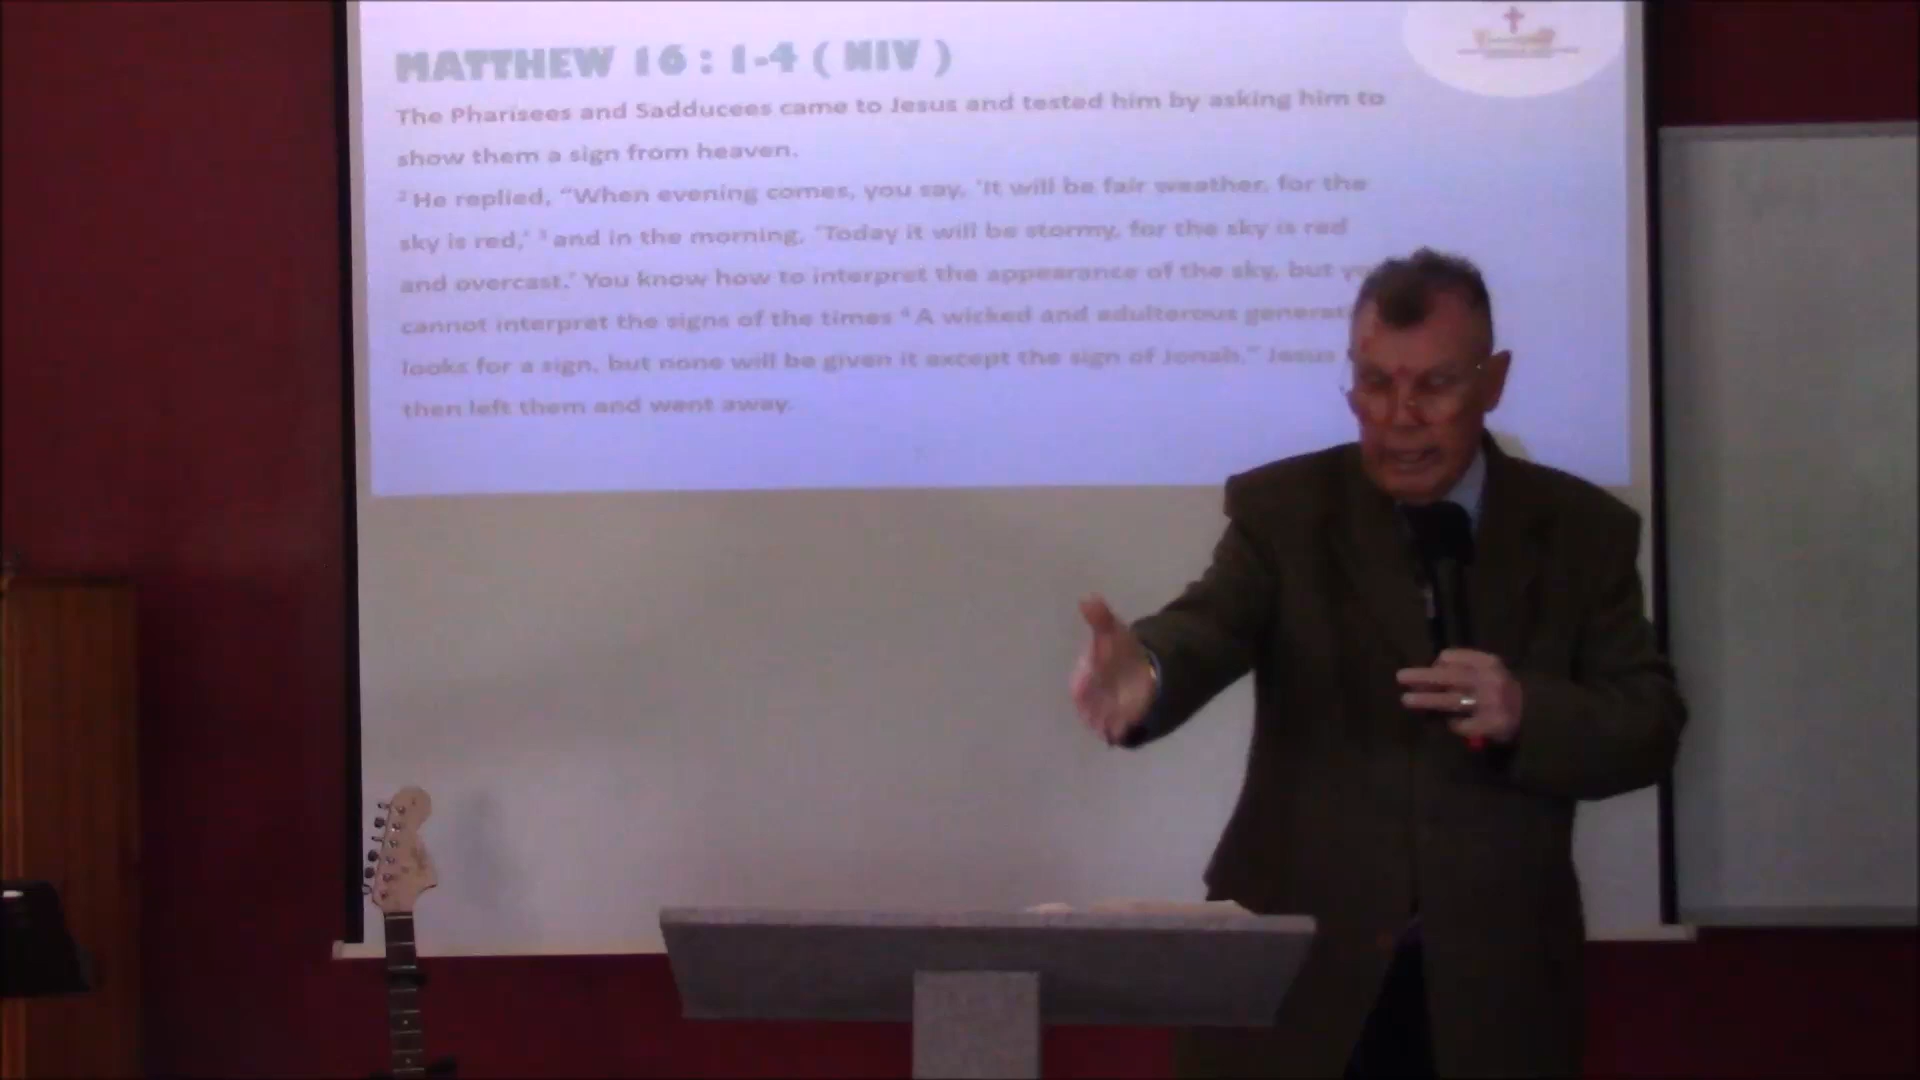 MATTHEW 16 : 1-4 ( NIV )
The Pharisees and Sadducees came to Jesus and tested him by asking him to
show them a sign from heaven.
² He replied, “When evening comes, you say, ‘It will be fair weather, for the
sky is red,’ ³ and in the morning, ‘Today it will be stormy, for the sky is red
and overcast.’ You know how to interpret the appearance of the sky, but
cannot interpret the signs of the times ⁴ A wicked and adulterous
looks for a sign, but none will be given it except the sign of Jonah.” Jesus
then left them and went away.